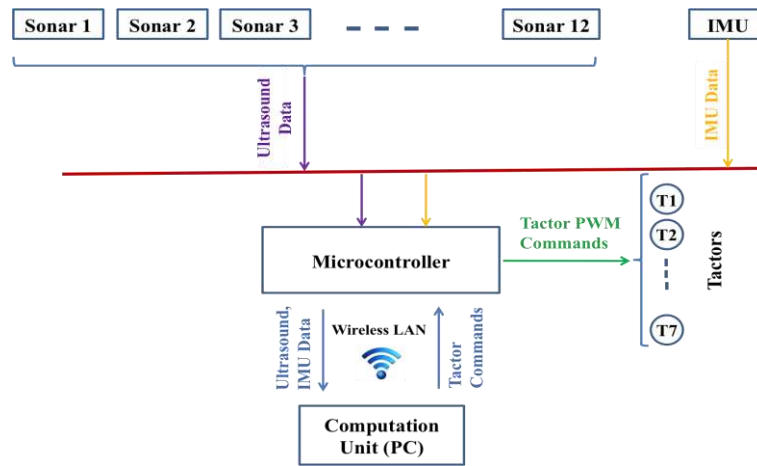 Sonar 1
Sonar 2
Sonar 3
Sonar 12
IMU
Ultrasound
Data
IMU Data
T1
T2
T7
Tactors
Tactor PWM
Commands
Microcontroller
Ultrasound,
IMU Data
Wireless LAN
Tactor
Commands
Computation
Unit (PC)